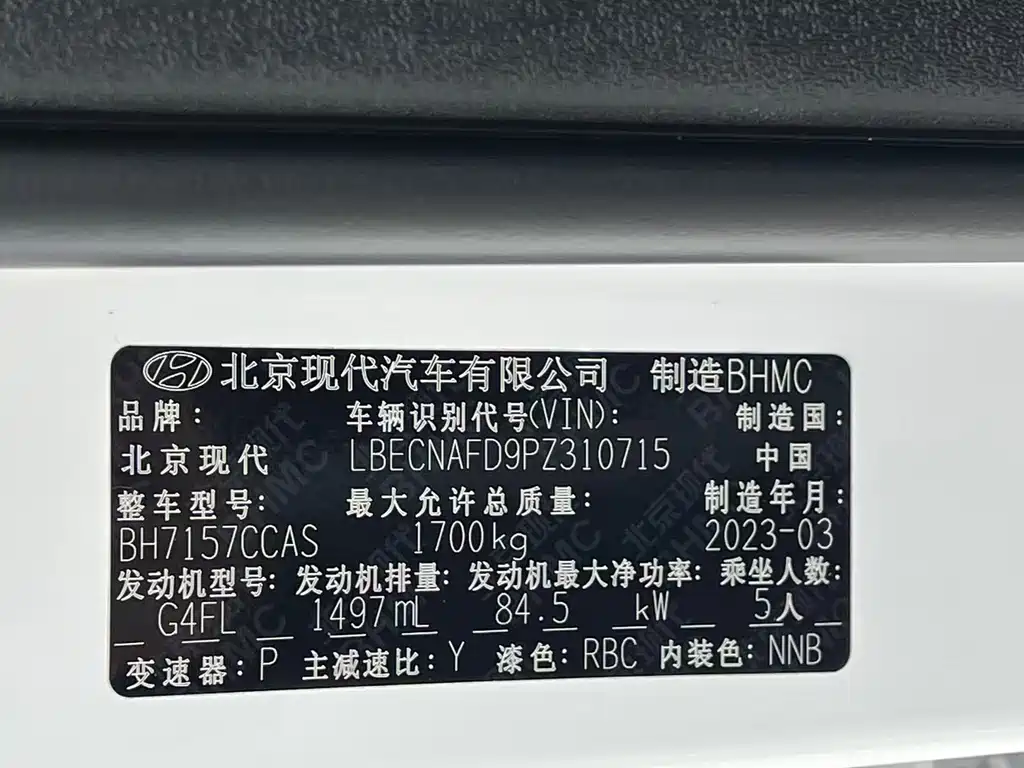 北京现代汽车有限公司 制造BHMC
品牌: 车辆识别代号(VIN): 制造国:
北京现代 LBECNAFD9PZ310715 中国
整车型号: 最大允许总质量: 制造年月:
BH7157CCAS 1700kg 2023-03
发动机型号: 发动机排量: 发动机最大净功率: 乘坐人数:
G4FL 1497mL 84.5 kW 5人
变速器: P 主减速比: Y 漆色: RBC 内装色: NNB